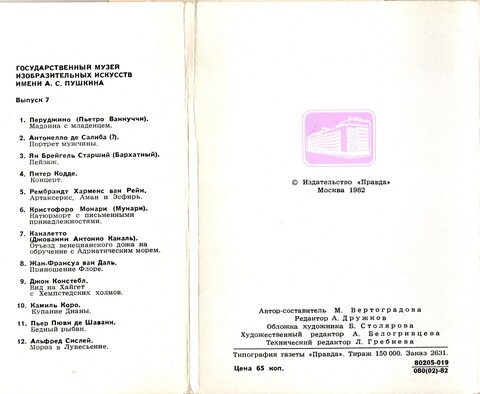 ГОСУДАРСТВЕННЫЙ МУЗЕЙ
ИЗОБРАЗИТЕЛЬНЫХ ИСКУССТВ
ИМЕНИ А. С. ПУШКИНА
Выпуск 7
1. Перуджино (Пьетро Ваннуччи).
Мадонна с младенцем.
2. Антонелло де Салиба (?).
Портрет мужчины.
3. Ян Брейгель Старший (Бархатный).
Пейзаж.
4. Питер Кодде.
Концерт.
5. Рембрандт Харменс ван Рейн.
Артаксеркс, Аман и Эсфирь.
6. Кристофоро Монари (Мунари).
Натюрморт с письменными
принадлежностями.
7. Каналетто
(Джованни Антонио Каналь).
Отъезд венецианского дожа на
обручение с Адриатическим морем.
8. Жан-Франсуа ван Даль.
Приношение Флоре.
9. Джон Констебл.
Вид на Хайгет
с Хемпстедских холмов.
10. Камиль Коро.
Купание Дианы.
11. Пьер Пюви де Шаванн.
Бедный рыбак.
12. Альфред Сислей.
Мороз в Лувесьенне.
© Издательство «Правда»
Москва 1982
Автор-составитель М. Вертоградова
Редактор А. Дружков
Обложка художника Б. Столярова
Художественный редактор А. Белогривцева
Технический редактор Л. Гребнева
Типография газеты «Правда». Тираж 150 000. Заказ 2631.
Цена 65 коп.
80205-019
080(02)-82